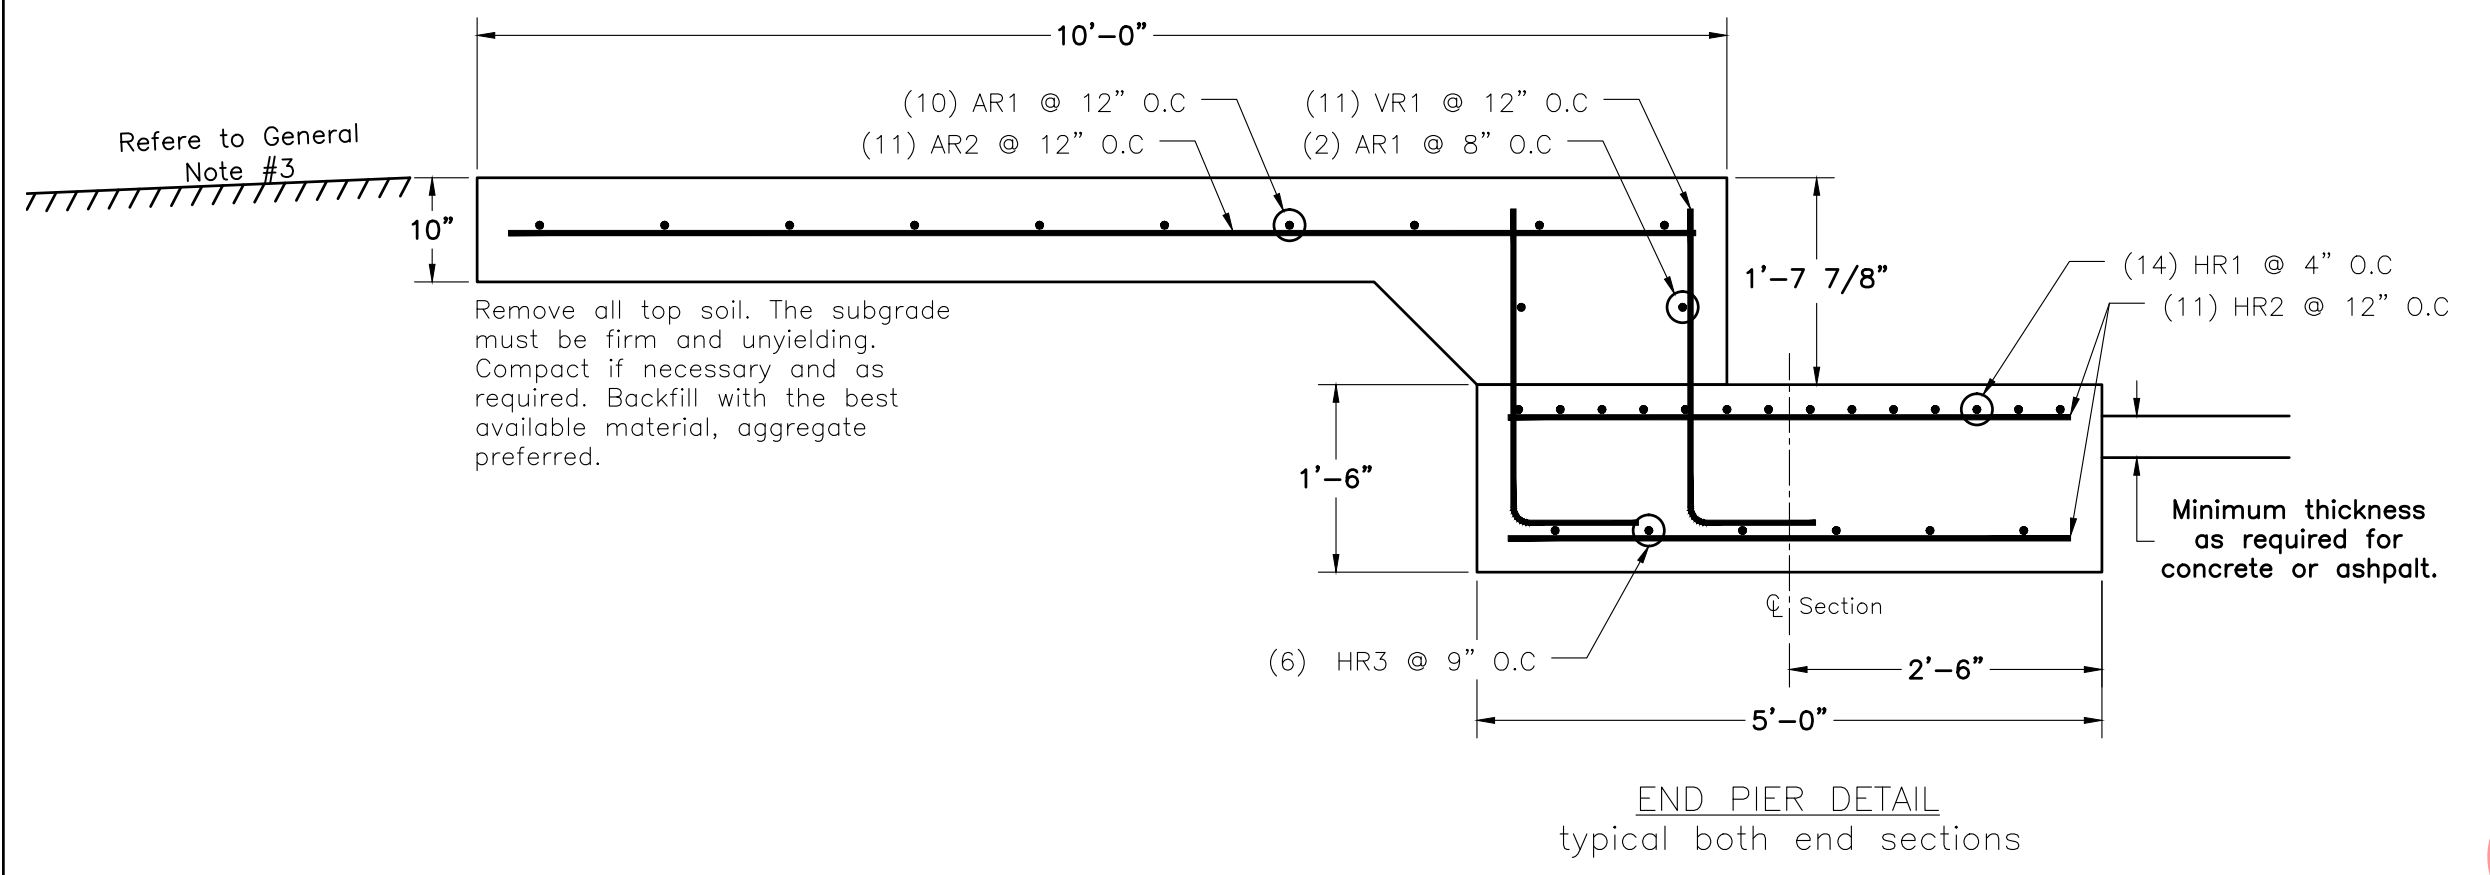 10'-0"
(10) AR1 @ 12" O.C
(11) VR1 @ 12" O.C
(11) AR2 @ 12" O.C
(2) AR1 @ 8" O.C
Refere to General
Note #3
10"
1'-7 7/8"
(14) HR1 @ 4" O.C
(11) HR2 @ 12" O.C
Remove all top soil. The subgrade
must be firm and unyielding.
Compact if necessary and as
required. Backfill with the best
available material, aggregate
preferred.
1'-6"
Minimum thickness
as required for
concrete or ashpalt.
℄ Section
(6) HR3 @ 9" O.C
2'-6"
5'-0"
END PIER DETAIL
typical both end sections